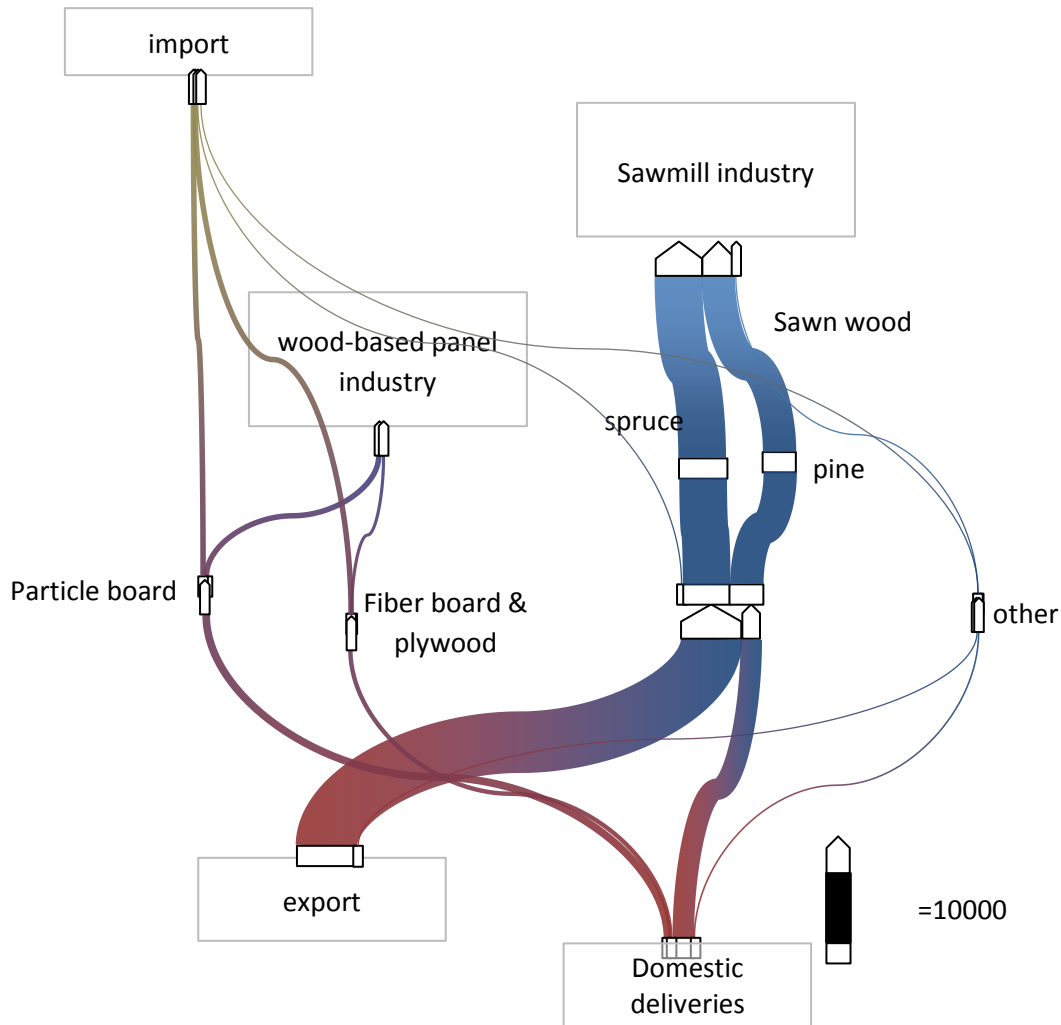 import
Sawmill industry
Sawn wood
wood-based panel
industry
spruce
pine
Particle board
Fiber board &
plywood
other
export
=10000
Domestic
deliveries